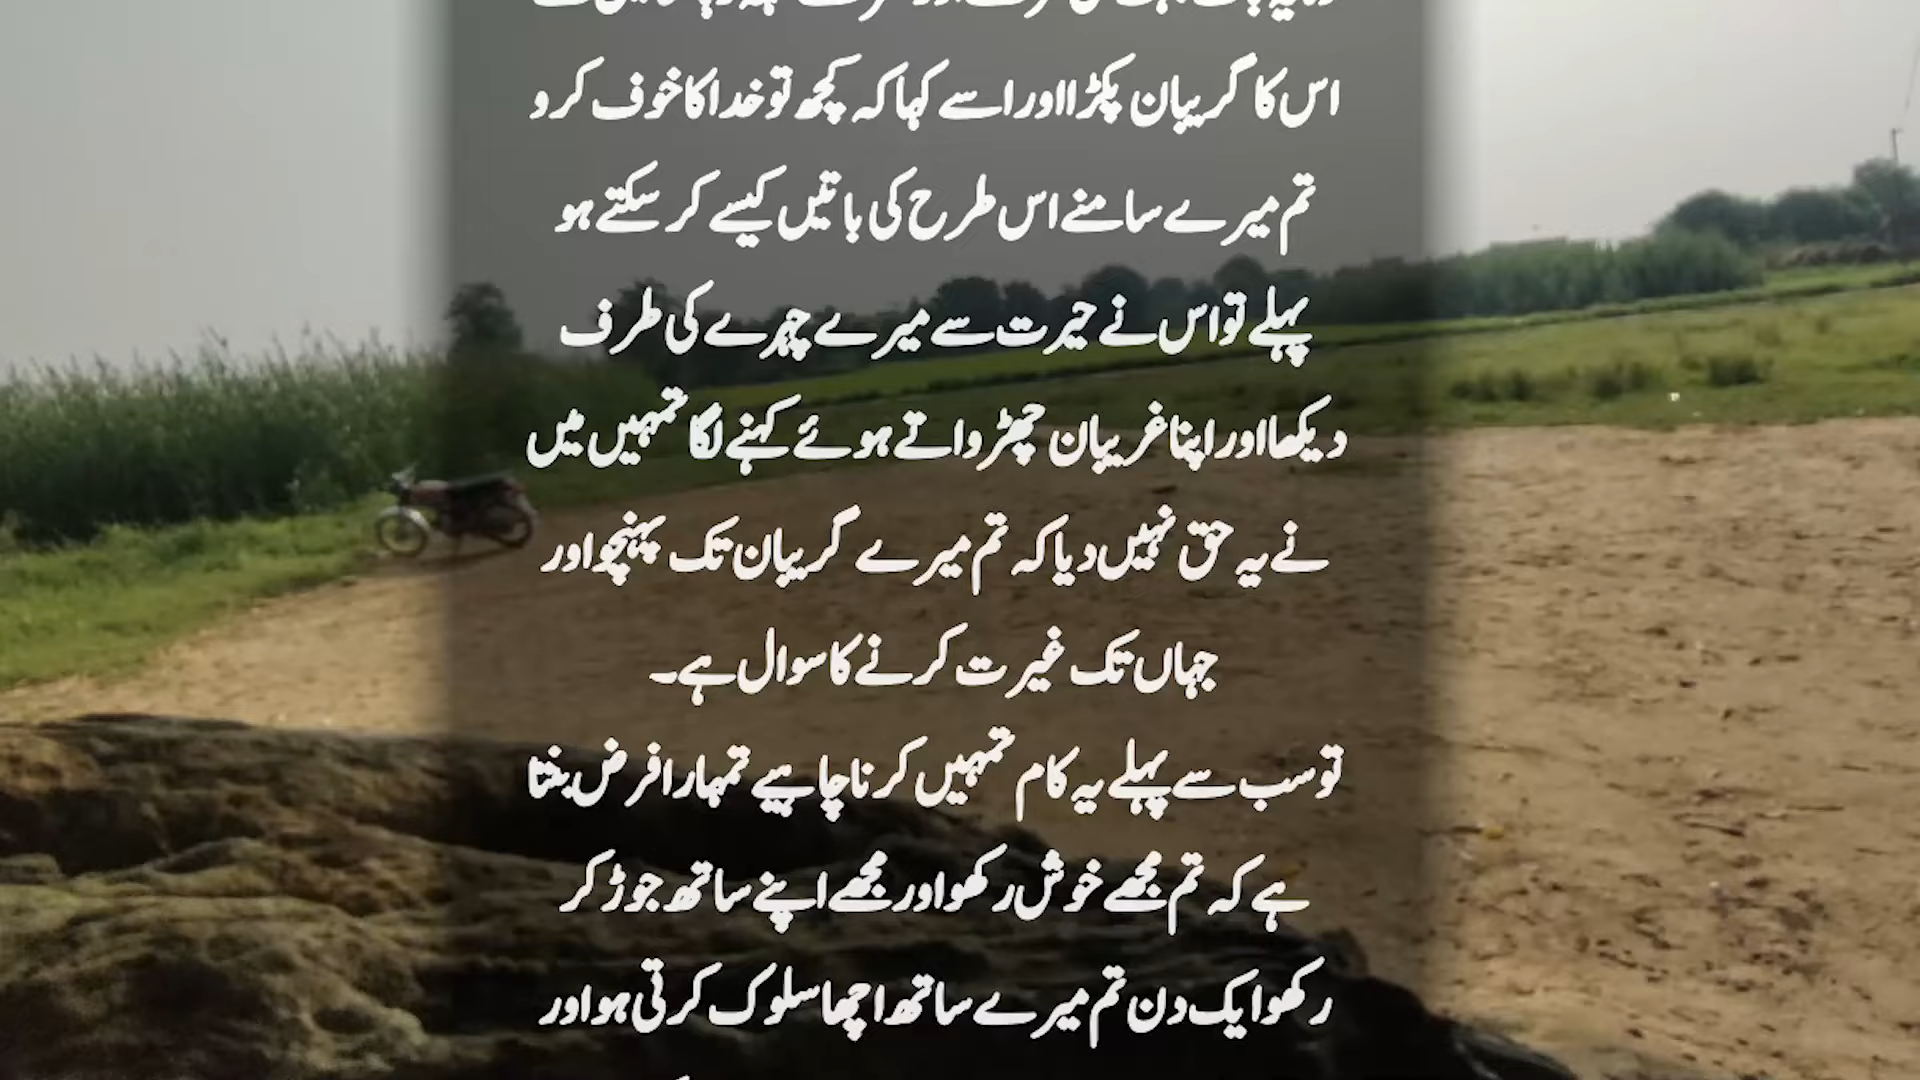 اس کا گریبان پکڑا اور اسے کہا کہ کچھ تو خدا کا خوف کرو
تم میرے سامنے اس طرح کی باتیں کیسے کر سکتے ہو
پہلے تو اس نے حیرت سے میرے چہرے کی طرف
دیکھا اور اپنا غریبان چھڑواتے ہوئے کہنے لگا تمہیں میں
نے یہ حق نہیں دیا کہ تم میرے گریبان تک پہنچو اور
جہاں تک غیرت کرنے کا سوال ہے۔
تو سب سے پہلے یہ کام تمہیں کرنا چاہیے تمہارا فرض بنتا
ہے کہ تم مجھے خوش رکھو اور مجھے اپنے ساتھ جوڑ کر
رکھو ایک دن تم میرے ساتھ اچھا سلوک کرتی ہو اور